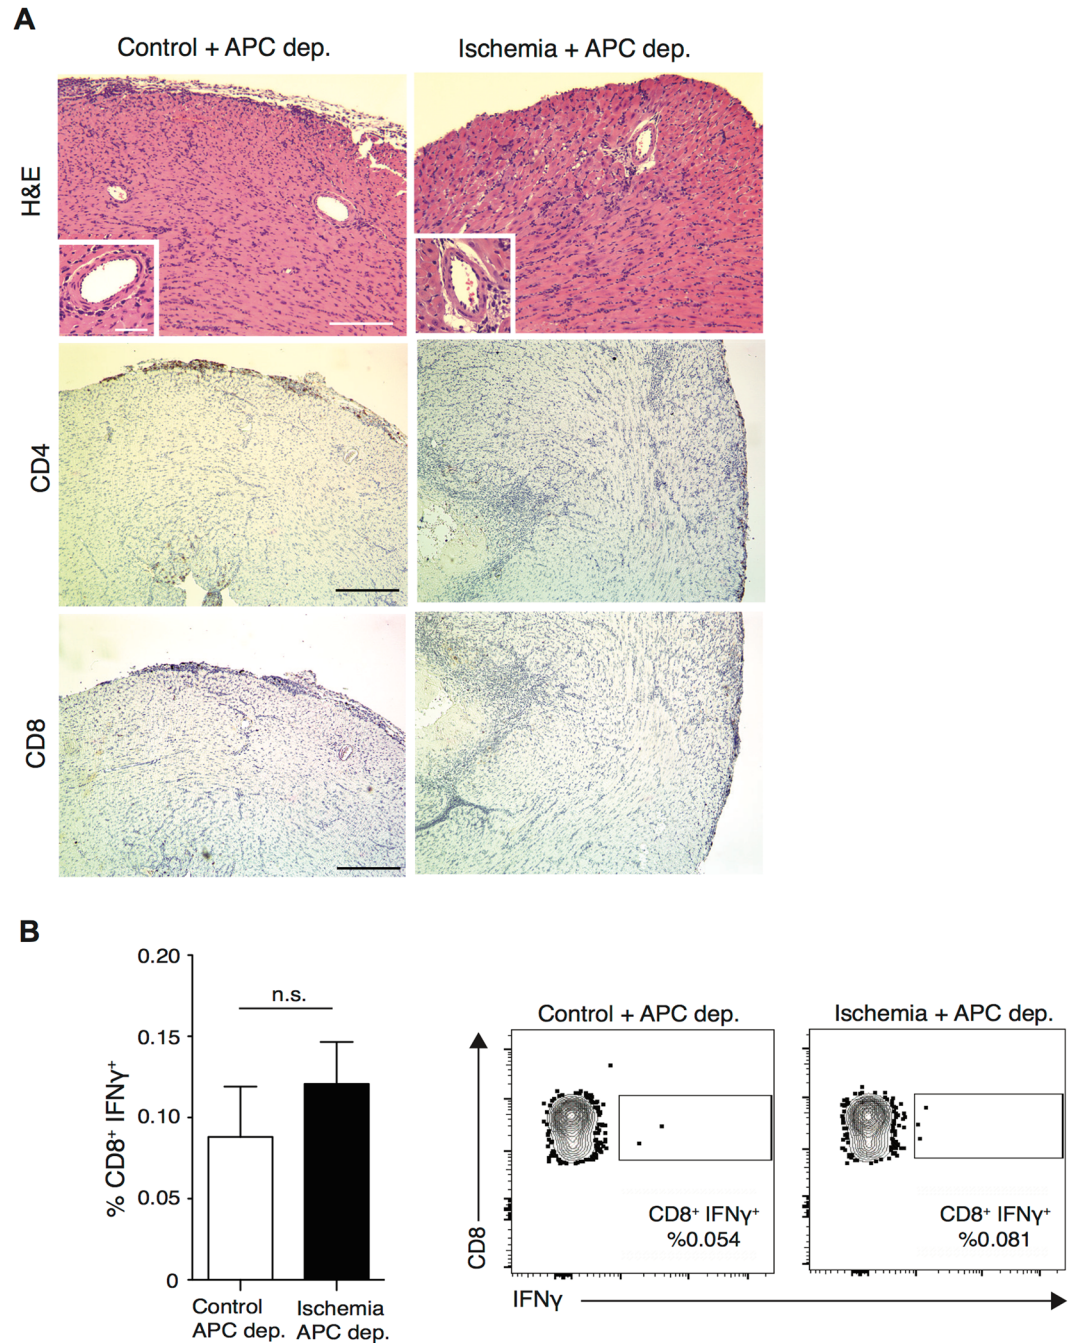 A
Control + APC dep.
Ischemia + APC dep.
H&E
CD4
CD8
B
% CD8⁺ IFNγ⁺
0.20
0.15
0.10
0.05
0
n.s.
Control
APC dep.
Ischemia
APC dep.
Control + APC dep.
Ischemia + APC dep.
CD8
CD8⁺ IFNγ⁺
%0.054
CD8⁺ IFNγ⁺
%0.081
IFNγ